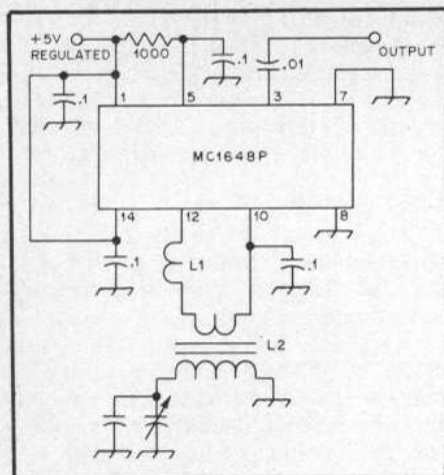 +5V
REGULATED
1000
.1
.01
OUTPUT
.1
1
5
3
7
MC1648P
14
12
10
8
.1
L1
.1
L2